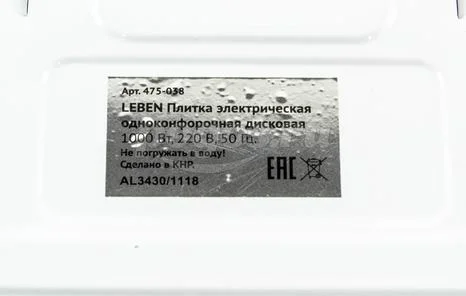 Арт. 475-038
LEBEN Плитка электрическая
одноконфорочная дисковая
1000 Вт, 220 В, 50 Гц.
Не погружать в воду!
Сделано в КНР.
AL3430/1118
EAC